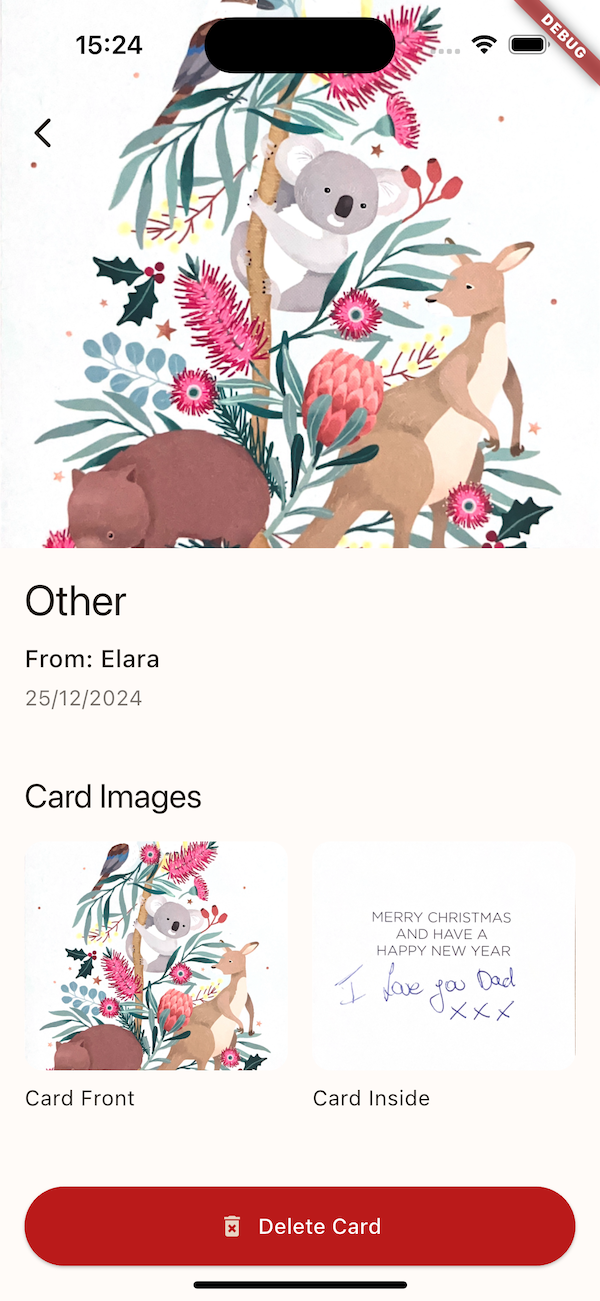 15:24
DEBUG
Other
From: Elara
25/12/2024
Card Images
MERRY CHRISTMAS
AND HAVE A
HAPPY NEW YEAR
I love you Dad
x x x
Card Front
Card Inside
Delete Card